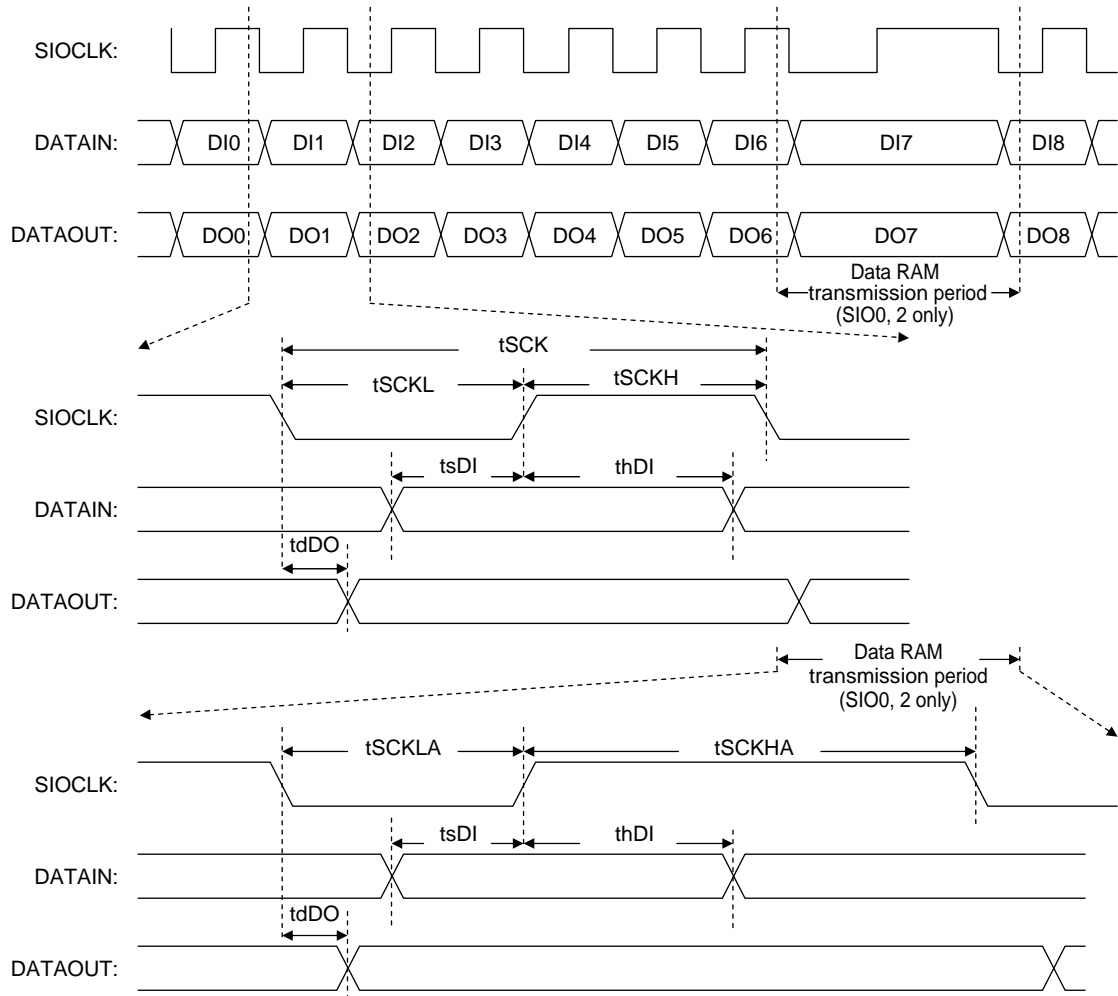 SIOCLK:
DATAIN: DI0 DI1 DI2 DI3 DI4 DI5 DI6 DI7 DI8
DATAOUT: DO0 DO1 DO2 DO3 DO4 DO5 DO6 DO7 DO8
Data RAM
transmission period
(SIO0, 2 only)
tSCK
tSCKL tSCKH
SIOCLK:
tsDI thDI
DATAIN:
tdDO
DATAOUT:
Data RAM
transmission period
(SIO0, 2 only)
tSCKLA tSCKHA
SIOCLK:
tsDI thDI
DATAIN:
tdDO
DATAOUT: